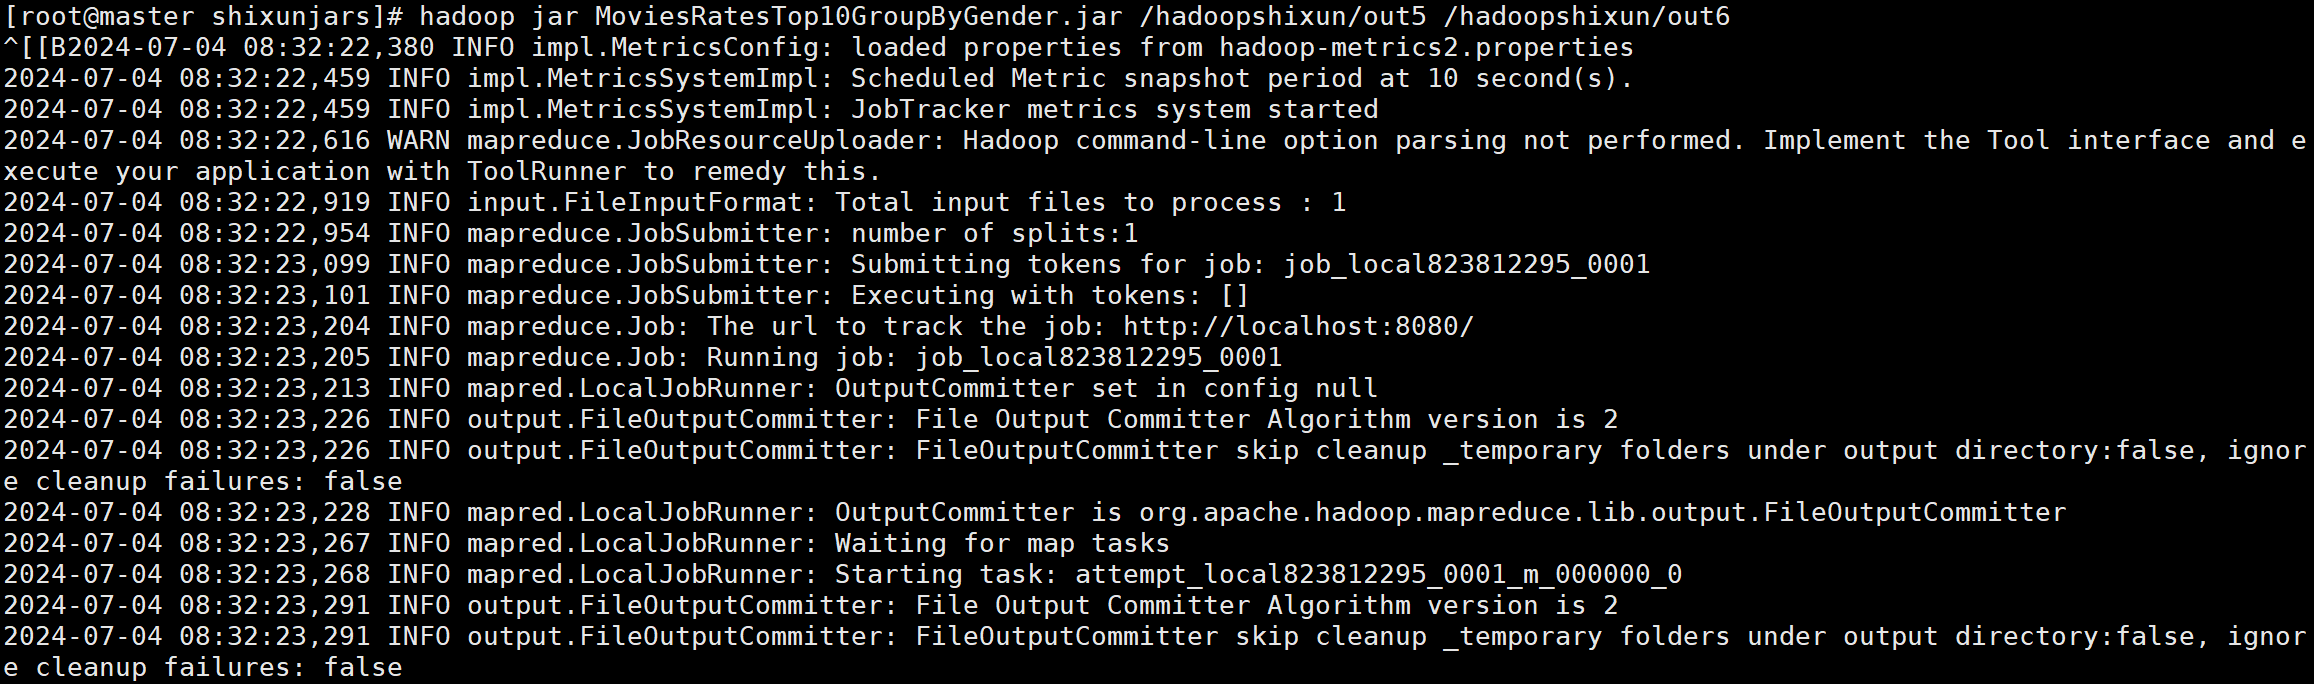 [root@master shixunjars]# hadoop jar MoviesRatesTop10GroupByGender.jar /hadoopshixun/out5 /hadoopshixun/out6
^[[B2024-07-04 08:32:22,380 INFO impl.MetricsConfig: loaded properties from hadoop-metrics2.properties
2024-07-04 08:32:22,459 INFO impl.MetricsSystemImpl: Scheduled Metric snapshot period at 10 second(s).
2024-07-04 08:32:22,459 INFO impl.MetricsSystemImpl: JobTracker metrics system started
2024-07-04 08:32:22,616 WARN mapreduce.JobResourceUploader: Hadoop command-line option parsing not performed. Implement the Tool interface and e
xecute your application with ToolRunner to remedy this.
2024-07-04 08:32:22,919 INFO input.FileInputFormat: Total input files to process : 1
2024-07-04 08:32:22,954 INFO mapreduce.JobSubmitter: number of splits:1
2024-07-04 08:32:23,099 INFO mapreduce.JobSubmitter: Submitting tokens for job: job_local823812295_0001
2024-07-04 08:32:23,101 INFO mapreduce.JobSubmitter: Executing with tokens: []
2024-07-04 08:32:23,204 INFO mapreduce.Job: The url to track the job: http://localhost:8080/
2024-07-04 08:32:23,205 INFO mapreduce.Job: Running job: job_local823812295_0001
2024-07-04 08:32:23,213 INFO mapred.LocalJobRunner: OutputCommitter set in config null
2024-07-04 08:32:23,226 INFO output.FileOutputCommitter: File Output Committer Algorithm version is 2
2024-07-04 08:32:23,226 INFO output.FileOutputCommitter: FileOutputCommitter skip cleanup _temporary folders under output directory:false, ignor
e cleanup failures: false
2024-07-04 08:32:23,228 INFO mapred.LocalJobRunner: OutputCommitter is org.apache.hadoop.mapreduce.lib.output.FileOutputCommitter
2024-07-04 08:32:23,267 INFO mapred.LocalJobRunner: Waiting for map tasks
2024-07-04 08:32:23,268 INFO mapred.LocalJobRunner: Starting task: attempt_local823812295_0001_m_000000_0
2024-07-04 08:32:23,291 INFO output.FileOutputCommitter: File Output Committer Algorithm version is 2
2024-07-04 08:32:23,291 INFO output.FileOutputCommitter: FileOutputCommitter skip cleanup _temporary folders under output directory:false, ignor
e cleanup failures: false